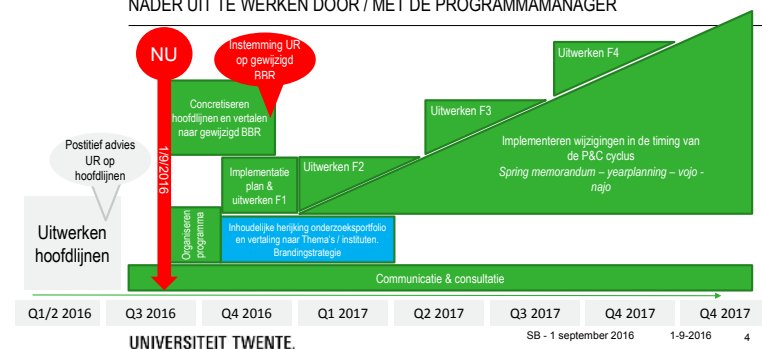 NADER UIT TE WERKEN DOOR / MET DE PROGRAMMAMANAGER
NU
Instemming UR
op gewijzigd
BBR
Uitwerken F4
Concretiseren
hoofdlijnen en vertalen
naar gewijzigd BBR
Uitwerken F3
Postitief advies
UR op
hoofdlijnen
1/9/2016
Implementeren wijzigingen in de timing van
de P&C cyclus
Spring memorandum – yearplanning – vojo -
najo
Implementatie
plan &
uitwerken F1
Uitwerken F2
Uitwerken
hoofdlijnen
Organiseren
programma
Inhoudelijke herijking onderzoeksportfolio
en vertaling naar Thema's / instituten.
Brandingstrategie
Communicatie & consultatie
Q1/2 2016
Q3 2016
Q4 2016
Q1 2017
Q2 2017
Q3 2017
Q4 2017
Q4 2017
UNIVERSITEIT TWENTE.
SB - 1 september 2016
1-9-2016
4